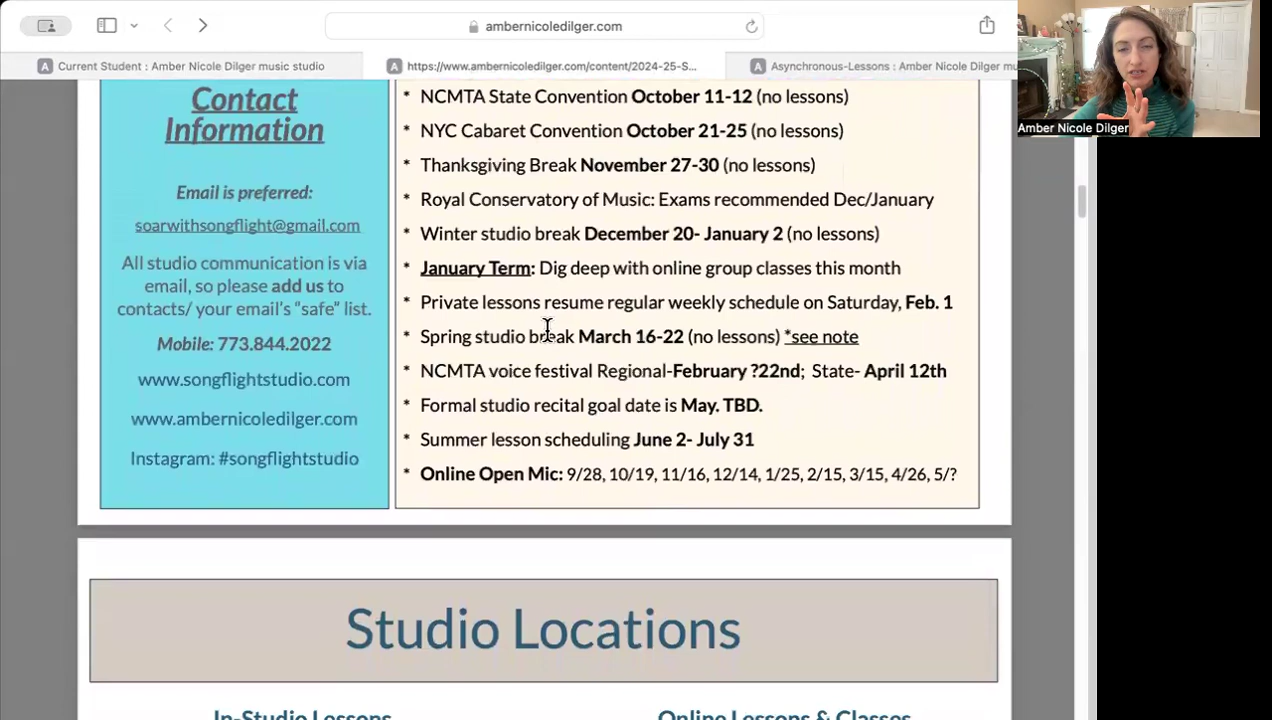 ambernicoledilger.com
Current Student : Amber Nicole Dilger music studio
https://www.ambernicoledilger.com/content/2024-25-S...
Asynchronous-Lessons : Amber Nicole Dilger mu
Amber Nicole Dilger
Contact
Information
Email is preferred:
soarwithsongflight@gmail.com
All studio communication is via
email, so please add us to
contacts/ your email's “safe” list.
Mobile: 773.844.2022
www.songflightstudio.com
www.ambernicoledilger.com
Instagram: #songflightstudio
* NCMTA State Convention October 11-12 (no lessons)
* NYC Cabaret Convention October 21-25 (no lessons)
* Thanksgiving Break November 27-30 (no lessons)
* Royal Conservatory of Music: Exams recommended Dec/January
* Winter studio break December 20- January 2 (no lessons)
* January Term: Dig deep with online group classes this month
* Private lessons resume regular weekly schedule on Saturday, Feb. 1
* Spring studio break March 16-22 (no lessons) *see note
* NCMTA voice festival Regional-February ?22nd; State- April 12th
* Formal studio recital goal date is May. TBD.
* Summer lesson scheduling June 2- July 31
* Online Open Mic: 9/28, 10/19, 11/16, 12/14, 1/25, 2/15, 3/15, 4/26, 5/?
Studio Locations
In-Studio Lessons
Online Lessons & Classes